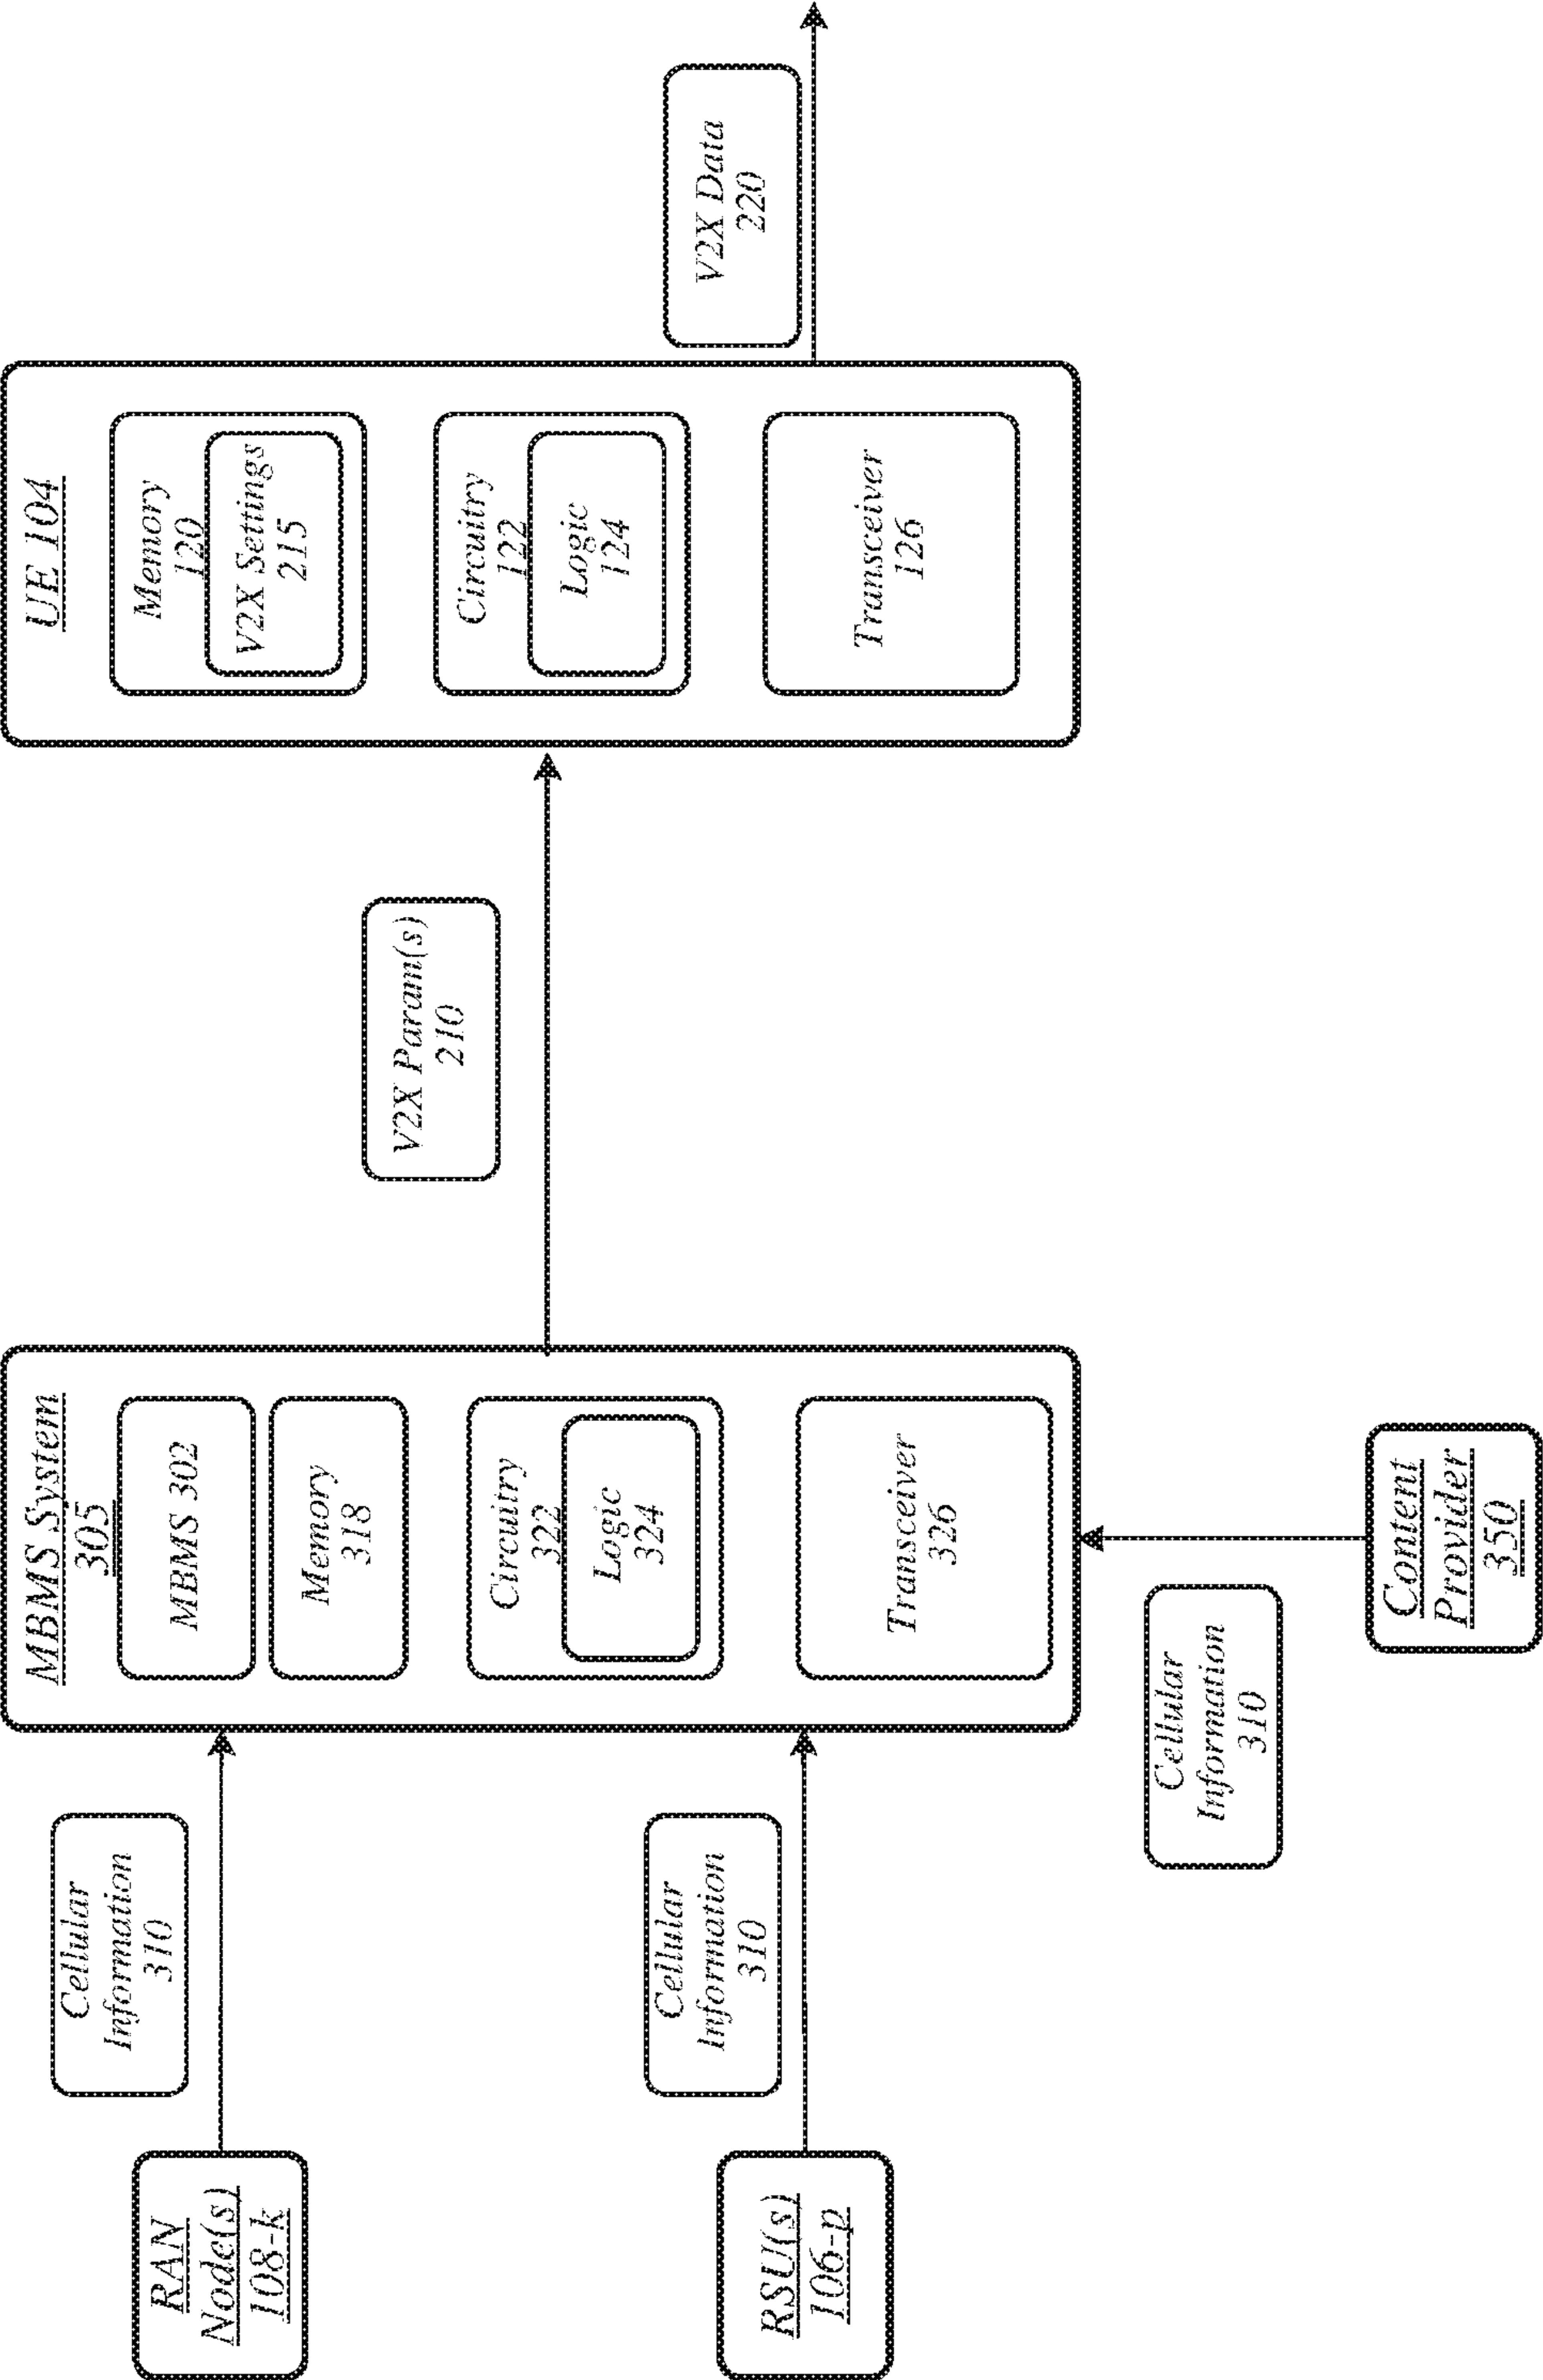 RAN
Node(s)
108-k
Cellular
Information
310
RSU(s)
106-p
Cellular
Information
310
MBMS System
305
MBMS 302
Memory
318
Circuitry
322
Logic
324
Transceiver
326
Cellular
Information
310
Content
Provider
350
V2X Param(s)
210
UE 104
Memory
120
V2X Settings
215
Circuitry
122
Logic
124
Transceiver
126
V2X Data
220